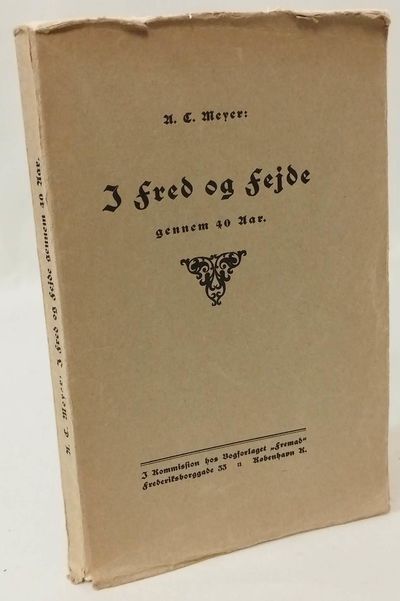 A. C. Meyer:
I Fred og Fejde
gennem 40 Aar.
I Kommission hos Bogforlaget „Fremad“
Frederiksborggade 33 :: København K.
A. C. Meyer: I Fred og Fejde gennem 40 Aar.